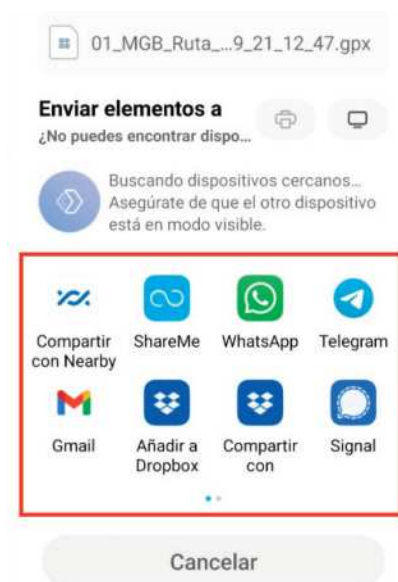 01_MGB_Ruta_...9_21_12_47.gpx
Enviar elementos a
¿No puedes encontrar dispo...
Buscando dispositivos cercanos...
Asegúrate de que el otro dispositivo
está en modo visible.
Compartir
con Nearby
ShareMe
WhatsApp
Telegram
Gmail
Añadir a
Dropbox
Compartir
con
Signal
Cancelar